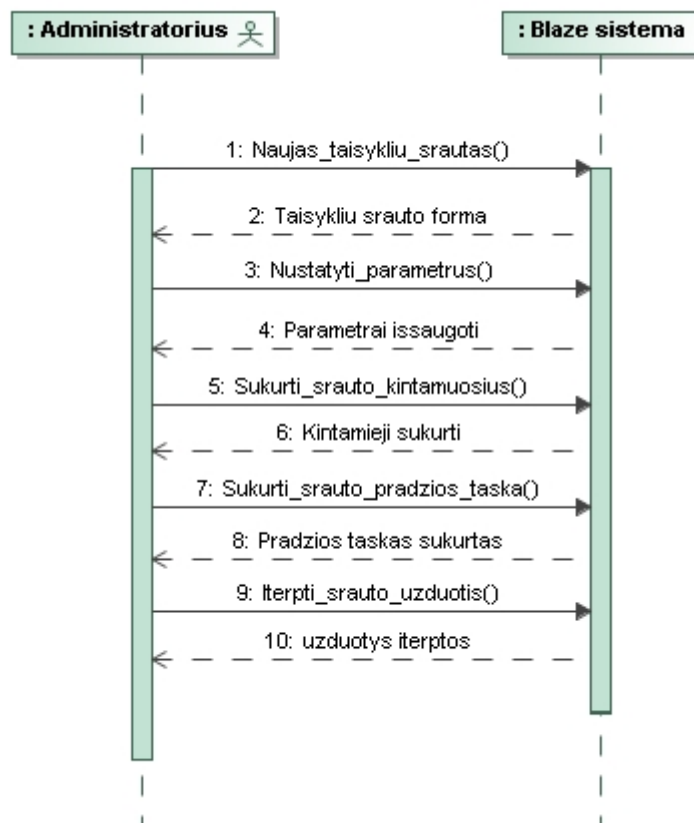 : Administratorius
: Blaze sistema
1: Naujas_taisykliu_srautas()
2: Taisykliu srauto forma
3: Nustatyti_parametrus()
4: Parametrai issaugoti
5: Sukurti_srauto_kintamuosius()
6: Kintamieji sukurti
7: Sukurti_srauto_pradzios_taska()
8: Pradzios taskas sukurtas
9: Iterpti_srauto_uzduotis()
10: uzduotys iterptos